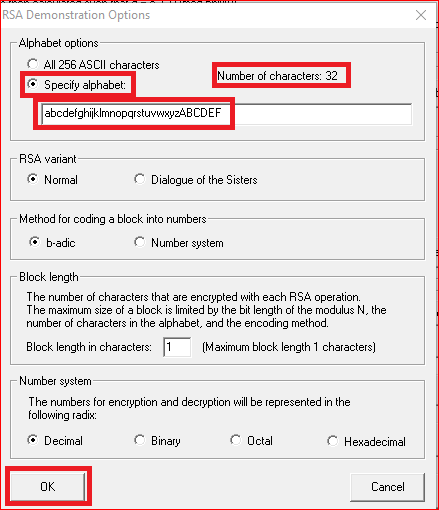 RSA Demonstration Options
Alphabet options
All 256 ASCII characters
Number of characters: 32
Specify alphabet:
abcdefghijklmnopqrstuvwxyzABCDEF
RSA variant
Normal
Dialogue of the Sisters
Method for coding a block into numbers
b-adic
Number system
Block length
The number of characters that are encrypted with each RSA operation.
The maximum size of a block is limited by the bit length of the modulus N, the
number of characters in the alphabet, and the encoding method.
Block length in characters: 1 (Maximum block length 1 characters)
Number system
The numbers for encryption and decryption will be represented in the
following radix:
Decimal
Binary
Octal
Hexadecimal
OK
Cancel